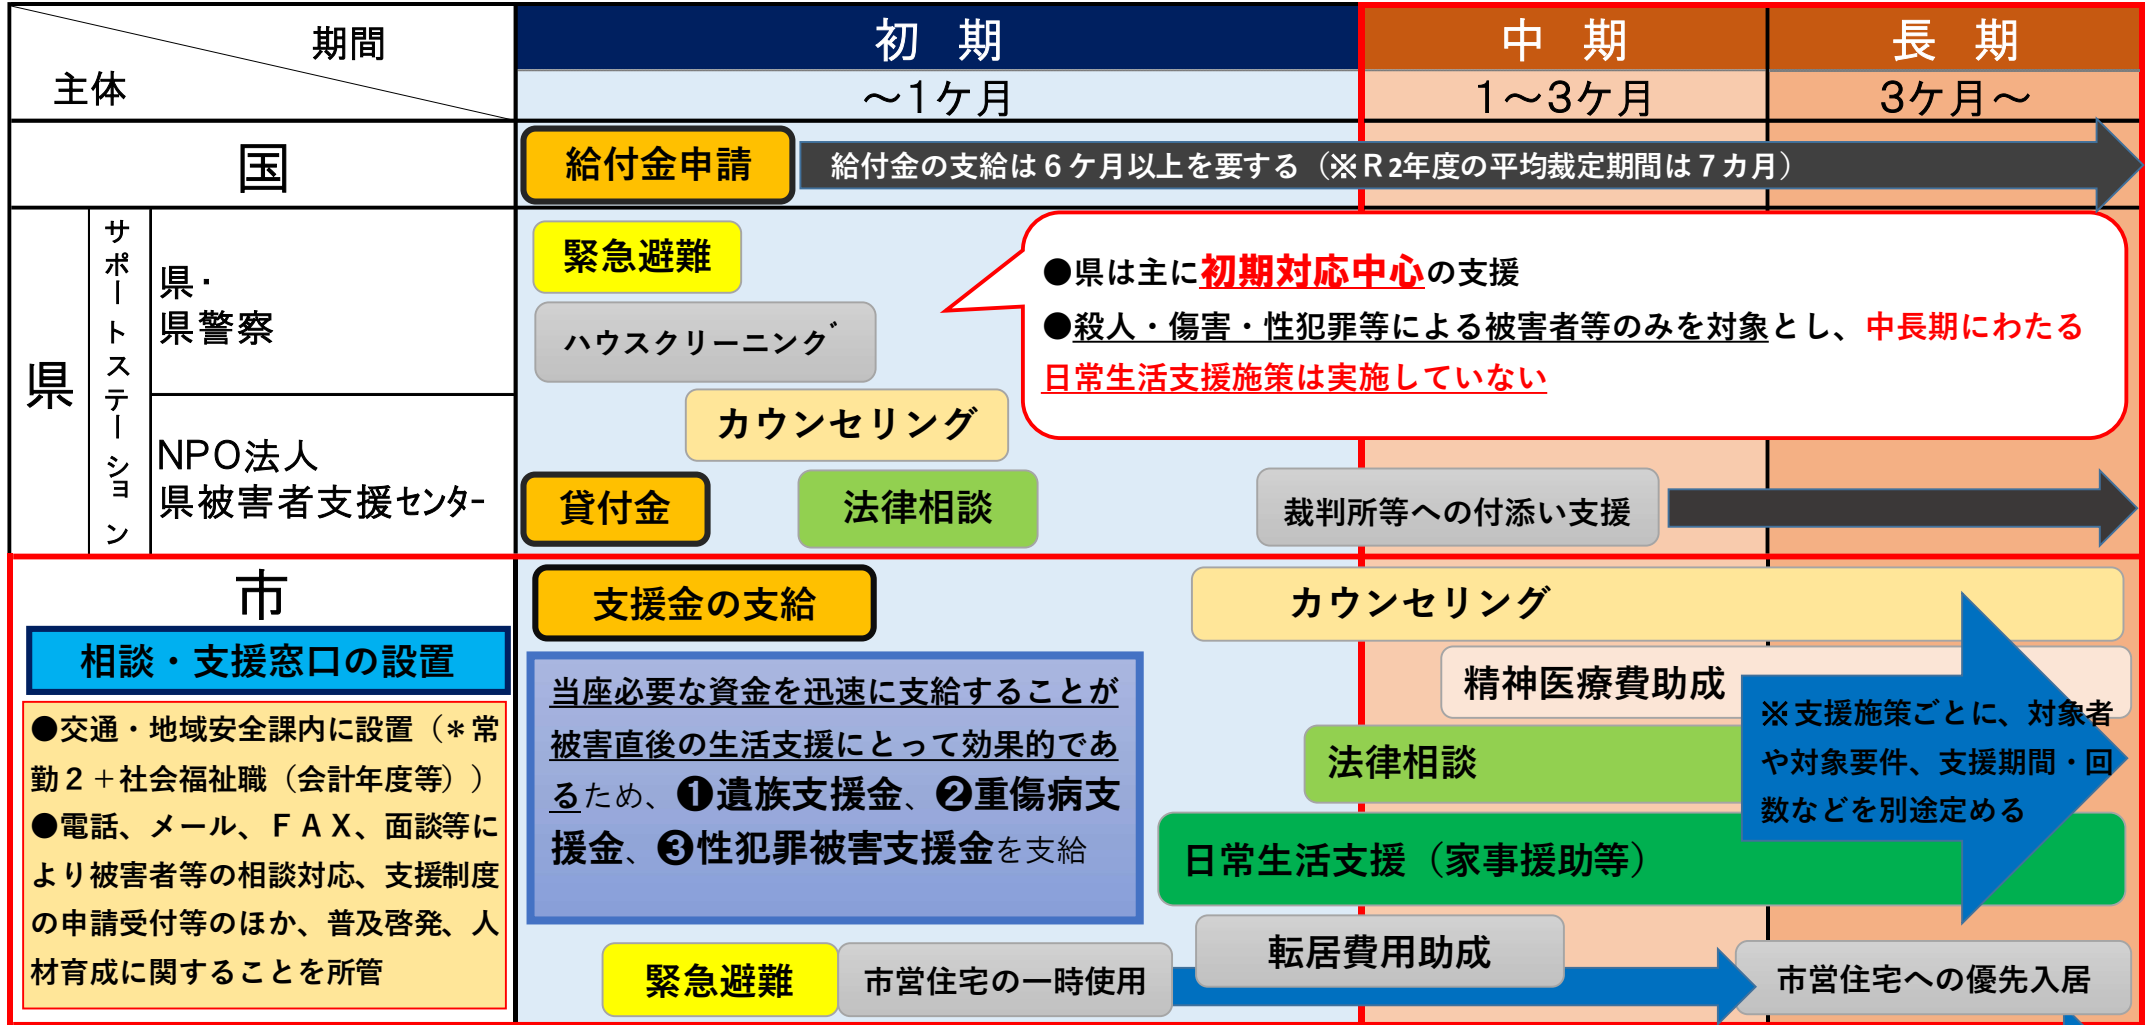 期間
主体
初 期
中 期
長 期
～1ケ月
1～3ケ月
3ケ月～
国
給付金申請
給付金の支給は６ケ月以上を要する（※Ｒ2年度の平均裁定期間は７カ月）
県
サポートステーション
県・
県警察
NPO法人
県被害者支援センター
緊急避難
ハウスクリーニング
カウンセリング
貸付金
法律相談
裁判所等への付添い支援
●県は主に初期対応中心の支援
●殺人・傷害・性犯罪等による被害者等のみを対象とし、中長期にわたる
日常生活支援施策は実施していない
市
相談・支援窓口の設置
●交通・地域安全課内に設置（＊常
勤２＋社会福祉職（会計年度等））
●電話、メール、ＦＡＸ、面談等に
より被害者等の相談対応、支援制度
の申請受付等のほか、普及啓発、人
材育成に関することを所管
支援金の支給
当座必要な資金を迅速に支給することが
被害直後の生活支援にとって効果的であ
るため、❶遺族支援金、❷重傷病支
援金、❸性犯罪被害支援金を支給
カウンセリング
精神医療費助成
法律相談
※支援施策ごとに、対象者
や対象要件、支援期間・回
数などを別途定める
日常生活支援（家事援助等）
緊急避難
市営住宅の一時使用
転居費用助成
市営住宅への優先入居